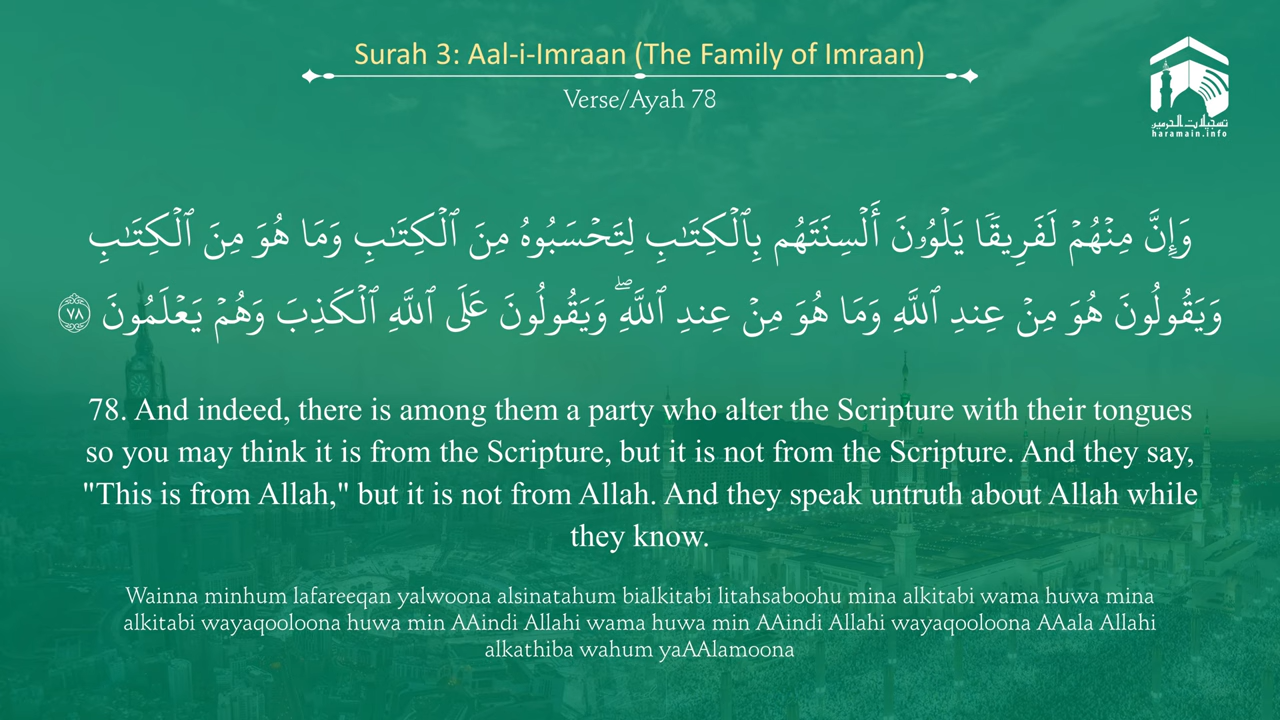 Surah 3: Aal-i-Imraan (The Family of Imraan)
Verse/Ayah 78
تسجيلات الحرمين
haramain.info
وَإِنَّ مِنْهُمْ لَفَرِيقًا يَلْوُۥنَ أَلْسِنَتَهُم بِٱلْكِتَـٰبِ لِتَحْسَبُوهُ مِنَ ٱلْكِتَـٰبِ وَمَا هُوَ مِنَ ٱلْكِتَـٰبِ
وَيَقُولُونَ هُوَ مِنْ عِندِ ٱللَّهِ وَمَا هُوَ مِنْ عِندِ ٱللَّهِ ۖ وَيَقُولُونَ عَلَى ٱللَّهِ ٱلْكَذِبَ وَهُمْ يَعْلَمُونَ ٧٨
78. And indeed, there is among them a party who alter the Scripture with their tongues
so you may think it is from the Scripture, but it is not from the Scripture. And they say,
"This is from Allah," but it is not from Allah. And they speak untruth about Allah while
they know.
Wainna minhum lafareeqan yalwoona alsinatahum bialkitabi litahsaboohu mina alkitabi wama huwa mina
alkitabi wayaqooloona huwa min AAindi Allahi wama huwa min AAindi Allahi wayaqooloona AAala Allahi
alkathiba wahum yaAAlamoona